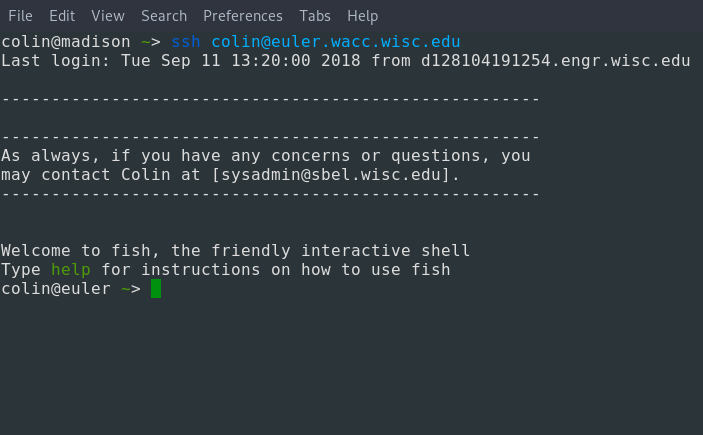 File Edit View Search Preferences Tabs Help
colin@madison ~> ssh colin@euler.wacc.wisc.edu
Last login: Tue Sep 11 13:20:00 2018 from d128104191254.engr.wisc.edu
------------------------------------------------------
------------------------------------------------------
As always, if you have any concerns or questions, you
may contact Colin at [sysadmin@sbel.wisc.edu].
------------------------------------------------------
Welcome to fish, the friendly interactive shell
Type help for instructions on how to use fish
colin@euler ~>